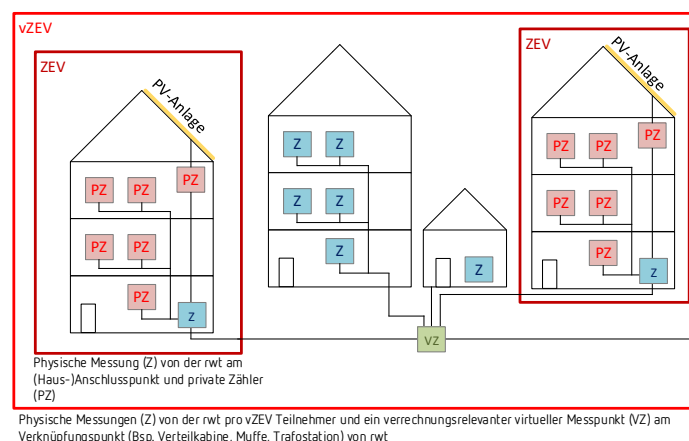 vZEV
ZEV
PV-Anlage
PZ
PZ PZ
PZ PZ
PZ
Z
Physische Messung (Z) von der rwt am
(Haus-)Anschlusspunkt und private Zähler
(PZ)
Z Z
Z Z
Z
Z
VZ
ZEV
PV-Anlage
PZ
PZ PZ
PZ PZ
PZ
Z
Physische Messungen (Z) von der rwt pro vZEV Teilnehmer und ein verrechnungsrelevanter virtueller Messpunkt (VZ) am
Verknüpfungspunkt (Bsp. Verteilkabine, Muffe, Trafostation) von rwt